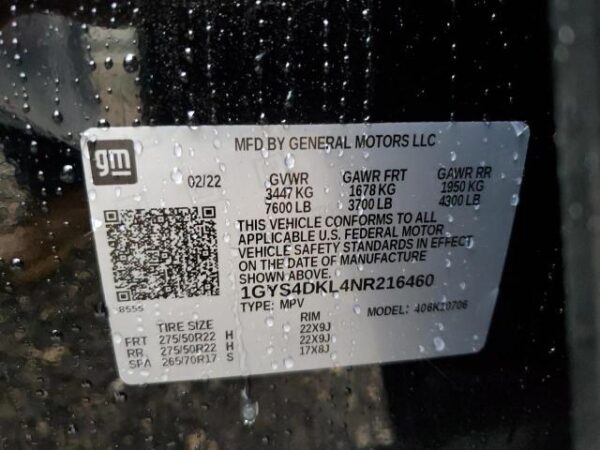 gm
MFD BY GENERAL MOTORS LLC
02/22 GVWR GAWR FRT GAWR RR
3447 KG 1678 KG 1950 KG
7600 LB 3700 LB 4300 LB
THIS VEHICLE CONFORMS TO ALL
APPLICABLE U.S. FEDERAL MOTOR
VEHICLE SAFETY STANDARDS IN EFFECT
ON THE DATE OF MANUFACTURE
SHOWN ABOVE.
1GYS4DKL4NR216460
8555 TYPE: MPV MODEL: 406K10706
TIRE SIZE RIM
FRT 275/50R22 H 22X9J
RR 275/50R22 H 22X9J
SPA 265/70R17 S 17X8J